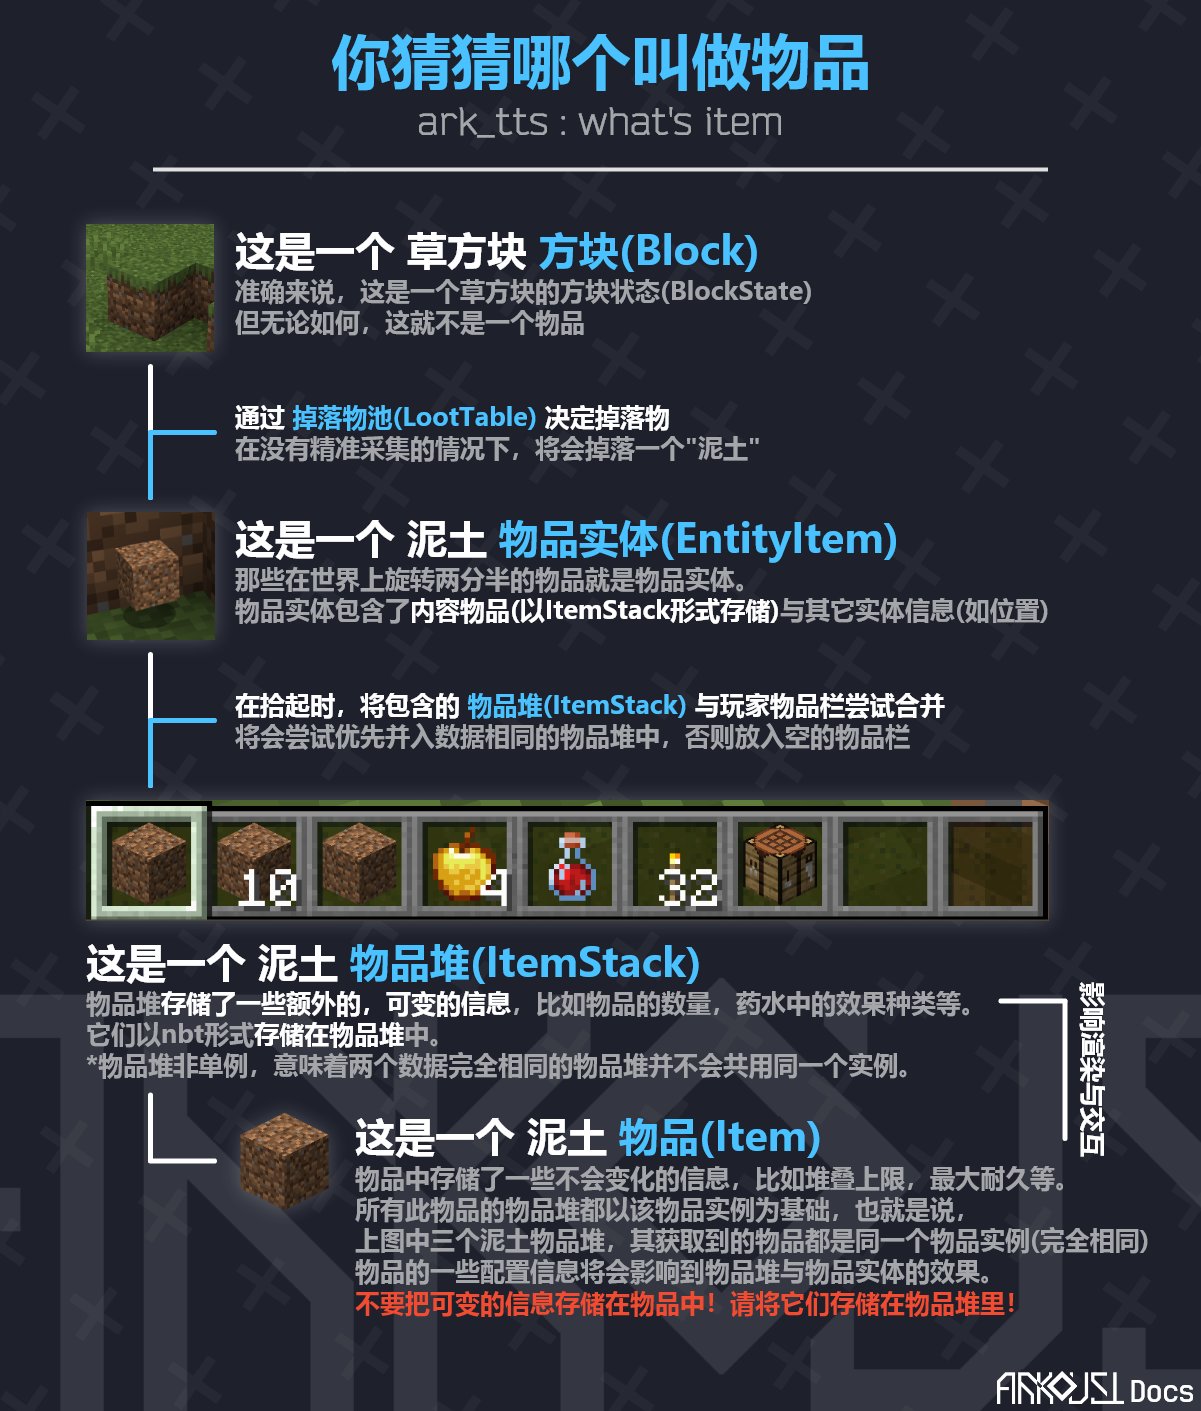 你猜猜哪个叫做物品
ark_tts : what's item
这是一个 草方块 方块(Block)
准确来说，这是一个草方块的方块状态(BlockState)
但无论如何，这就不是一个物品
通过 掉落物池(LootTable) 决定掉落物
在没有精准采集的情况下，将会掉落一个"泥土"
这是一个 泥土 物品实体(EntityItem)
那些在世界上旋转两分半的物品就是物品实体。
物品实体包含了内容物品(以ItemStack形式存储)与其它实体信息(如位置)
在拾起时，将包含的 物品堆(ItemStack) 与玩家物品栏尝试合并
将会尝试优先并入数据相同的物品堆中，否则放入空的物品栏
10 4 32
这是一个 泥土 物品堆(ItemStack)
物品堆存储了一些额外的，可变的信息，比如物品的数量，药水中的效果种类等。
它们以nbt形式存储在物品堆中。
*物品堆非单例，意味着两个数据完全相同的物品堆并不会共用同一个实例。
影响渲染与交互
这是一个 泥土 物品(Item)
物品中存储了一些不会变化的信息，比如堆叠上限，最大耐久等。
所有此物品的物品堆都以该物品实例为基础，也就是说，
上图中三个泥土物品堆，其获取到的物品都是同一个物品实例(完全相同)
物品的一些配置信息将会影响到物品堆与物品实体的效果。
不要把可变的信息存储在物品中！请将它们存储在物品堆里！
Docs